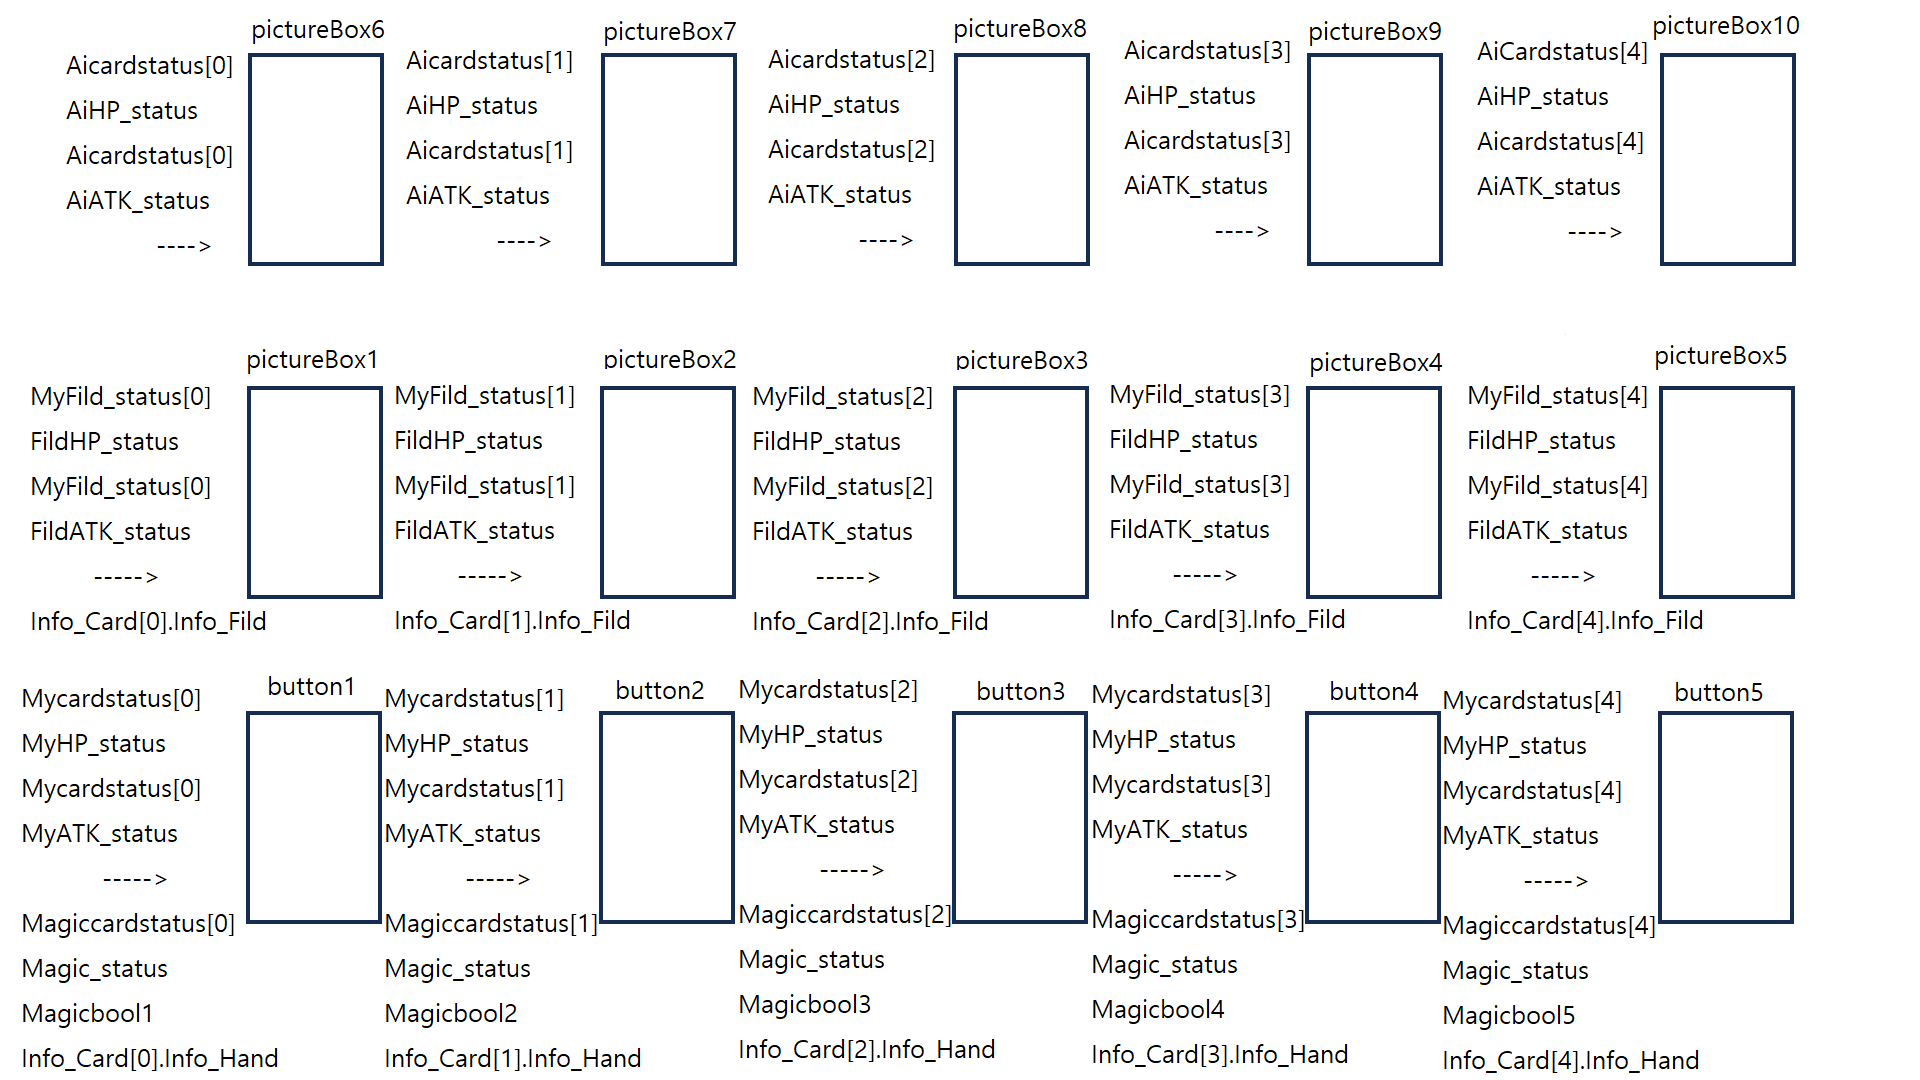 pictureBox6
Aicardstatus[0]
AiHP_status
Aicardstatus[0]
AiATK_status
---->
pictureBox7
Aicardstatus[1]
AiHP_status
Aicardstatus[1]
AiATK_status
---->
pictureBox8
Aicardstatus[2]
AiHP_status
Aicardstatus[2]
AiATK_status
---->
pictureBox9
Aicardstatus[3]
AiHP_status
Aicardstatus[3]
AiATK_status
---->
pictureBox10
AiCardstatus[4]
AiHP_status
Aicardstatus[4]
AiATK_status
---->
pictureBox1
MyFild_status[0]
FildHP_status
MyFild_status[0]
FildATK_status
----->
Info_Card[0].Info_Fild
pictureBox2
MyFild_status[1]
FildHP_status
MyFild_status[1]
FildATK_status
----->
Info_Card[1].Info_Fild
pictureBox3
MyFild_status[2]
FildHP_status
MyFild_status[2]
FildATK_status
----->
Info_Card[2].Info_Fild
pictureBox4
MyFild_status[3]
FildHP_status
MyFild_status[3]
FildATK_status
----->
Info_Card[3].Info_Fild
pictureBox5
MyFild_status[4]
FildHP_status
MyFild_status[4]
FildATK_status
----->
Info_Card[4].Info_Fild
button1
Mycardstatus[0]
MyHP_status
Mycardstatus[0]
MyATK_status
----->
Magiccardstatus[0]
Magic_status
Magicbool1
Info_Card[0].Info_Hand
button2
Mycardstatus[1]
MyHP_status
Mycardstatus[1]
MyATK_status
----->
Magiccardstatus[1]
Magic_status
Magicbool2
Info_Card[1].Info_Hand
button3
Mycardstatus[2]
MyHP_status
Mycardstatus[2]
MyATK_status
----->
Magiccardstatus[2]
Magic_status
Magicbool3
Info_Card[2].Info_Hand
button4
Mycardstatus[3]
MyHP_status
Mycardstatus[3]
MyATK_status
----->
Magiccardstatus[3]
Magic_status
Magicbool4
Info_Card[3].Info_Hand
button5
Mycardstatus[4]
MyHP_status
Mycardstatus[4]
MyATK_status
----->
Magiccardstatus[4]
Magic_status
Magicbool5
Info_Card[4].Info_Hand